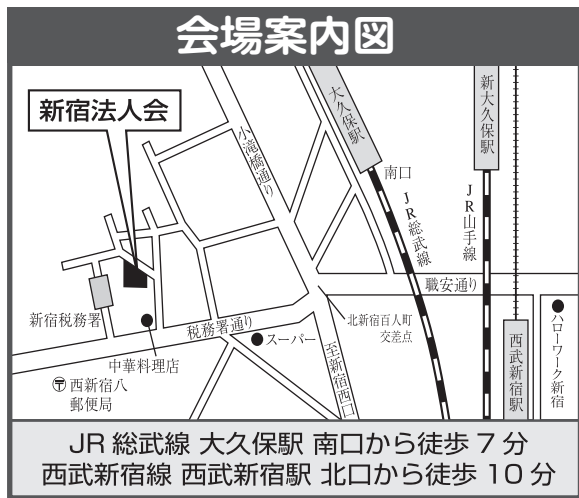 会場案内図
新宿法人会
大久保駅
新大久保駅
小滝橋通り
南口
JR総武線
JR山手線
職安通り
新宿税務署
税務署通り
北新宿百人町
交差点
スーパー
中華料理店
至新宿西口
西武新宿駅
ハローワーク新宿
〒西新宿八
郵便局
JR総武線 大久保駅 南口から徒歩7分
西武新宿線 西武新宿駅 北口から徒歩10分